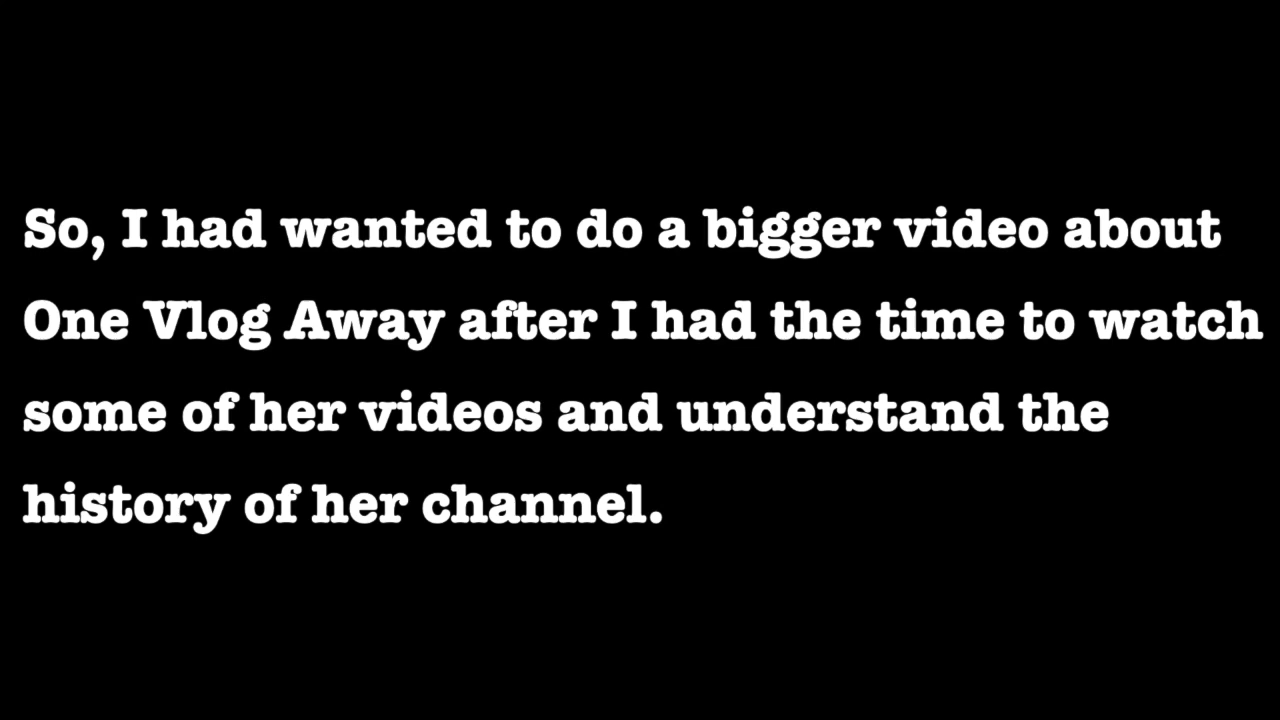 So, I had wanted to do a bigger video about
One Vlog Away after I had the time to watch
some of her videos and understand the
history of her channel.